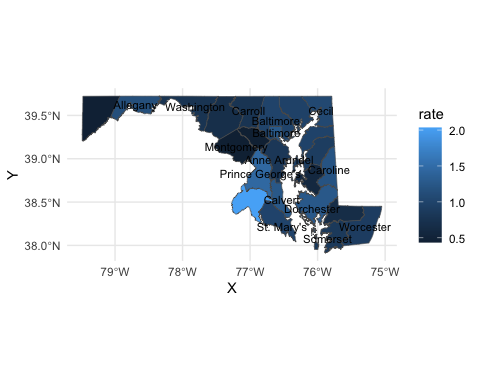 39.5°N
39.0°N
38.5°N
38.0°N
Y
Allegany
Washington
Carroll
Cecil
Baltimore
Baltimore
Montgomery
Anne Arundel
Prince George's
Caroline
Calvert
Dorchester
St. Mary's
Worcester
Somerset
79°W
78°W
77°W
76°W
75°W
X
rate
2.0
1.5
1.0
0.5